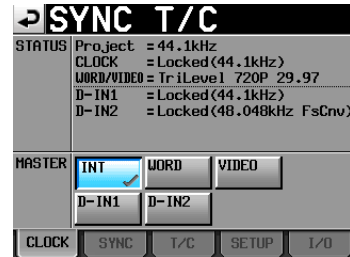 SYNC T/C
STATUS
Project =44.1kHz
CLOCK =Locked(44.1kHz)
WORD/VIDEO=TriLevel 720P 29.97
D-IN1 =Locked(44.1kHz)
D-IN2 =Locked(48.048kHz FsCnv)
MASTER
INT WORD VIDEO
D-IN1 D-IN2
CLOCK SYNC T/C SETUP I/O